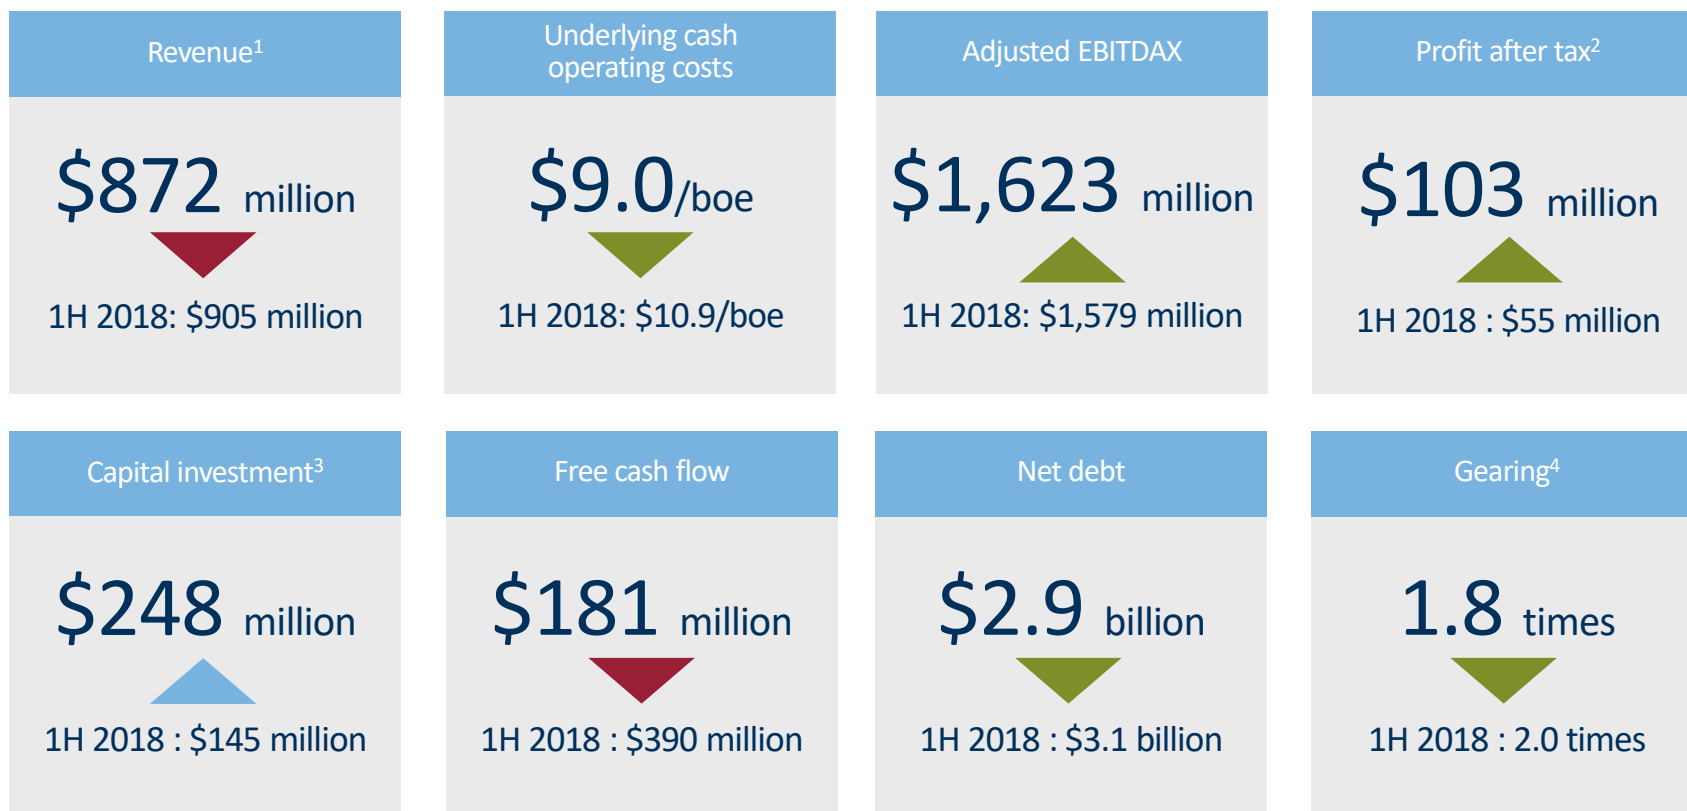 Revenue¹
$872 million
1H 2018: $905 million
Underlying cash
operating costs
$9.0/boe
1H 2018: $10.9/boe
Adjusted EBITDAX
$1,623 million
1H 2018: $1,579 million
Profit after tax²
$103 million
1H 2018 : $55 million
Capital investment³
$248 million
1H 2018 : $145 million
Free cash flow
$181 million
1H 2018 : $390 million
Net debt
$2.9 billion
1H 2018 : $3.1 billion
Gearing⁴
1.8 times
1H 2018 : 2.0 times